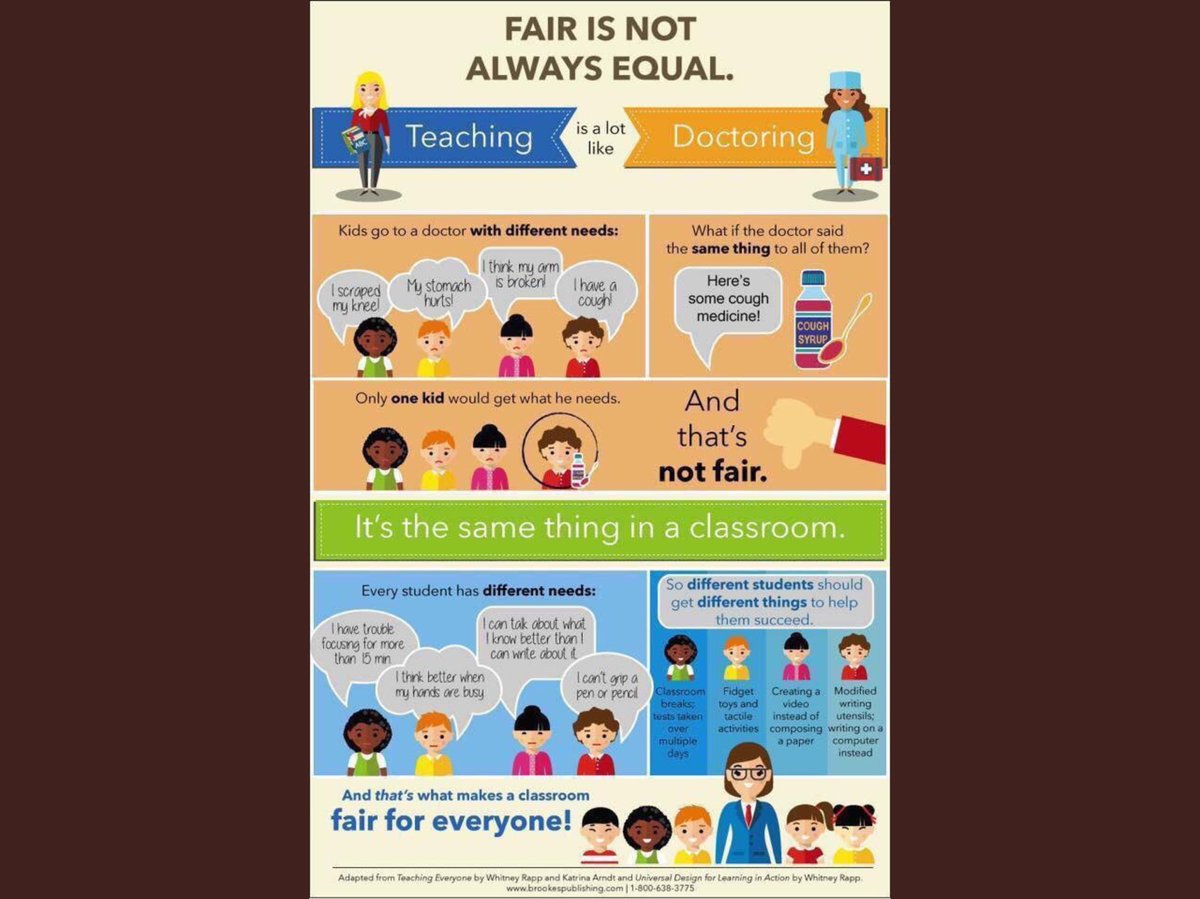 FAIR IS NOT
ALWAYS EQUAL.
Teaching
is a lot
like
Doctoring
ABC
Kids go to a doctor with different needs:
I scraped
my knee!
My stomach
hurts!
I think my arm
is broken!
I have a
cough!
What if the doctor said
the same thing to all of them?
Here's
some cough
medicine!
COUGH
SYRUP
Only one kid would get what he needs.
And
that's
not fair.
It's the same thing in a classroom.
Every student has different needs:
I have trouble
focusing for more
than 15 min.
I think better when
my hands are busy
I can talk about what
I know better than I
can write about it.
I can't grip a
pen or pencil
So different students should
get different things to help
them succeed.
Classroom
breaks;
tests taken
over
multiple
days
Fidget
toys and
tactile
activities
Creating a
video
instead of
composing
a paper
Modified
writing
utensils;
writing on a
computer
instead
And that's what makes a classroom
fair for everyone!
Adapted from Teaching Everyone by Whitney Rapp and Katrina Arndt and Universal Design for Learning in Action by Whitney Rapp.
www.brookespublishing.com | 1-800-638-3775